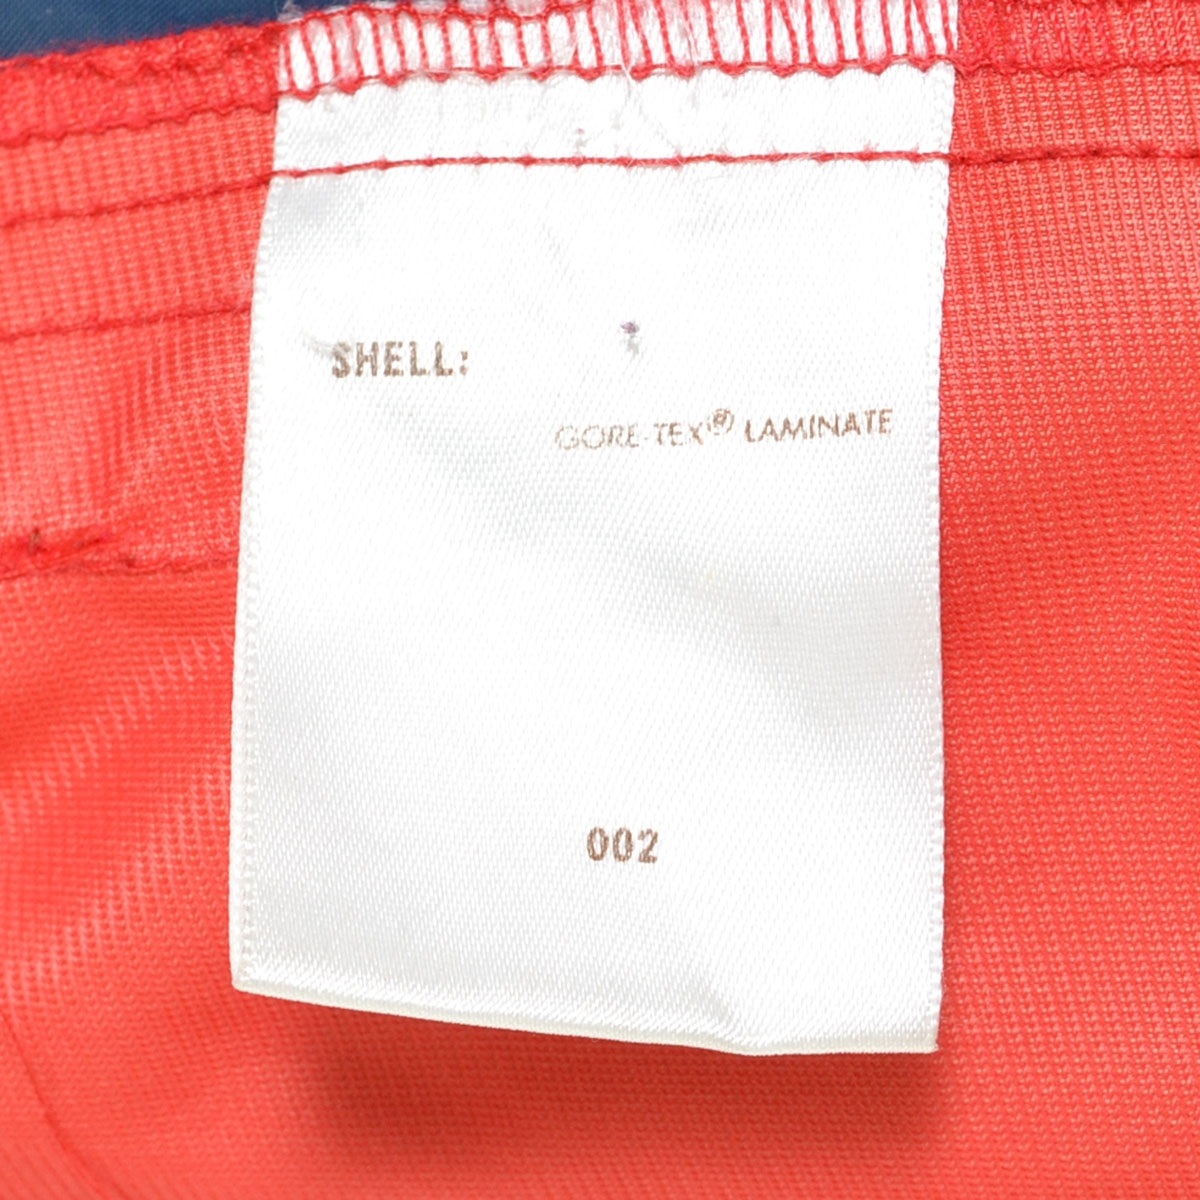 SHELL:
GORE-TEX® LAMINATE
002